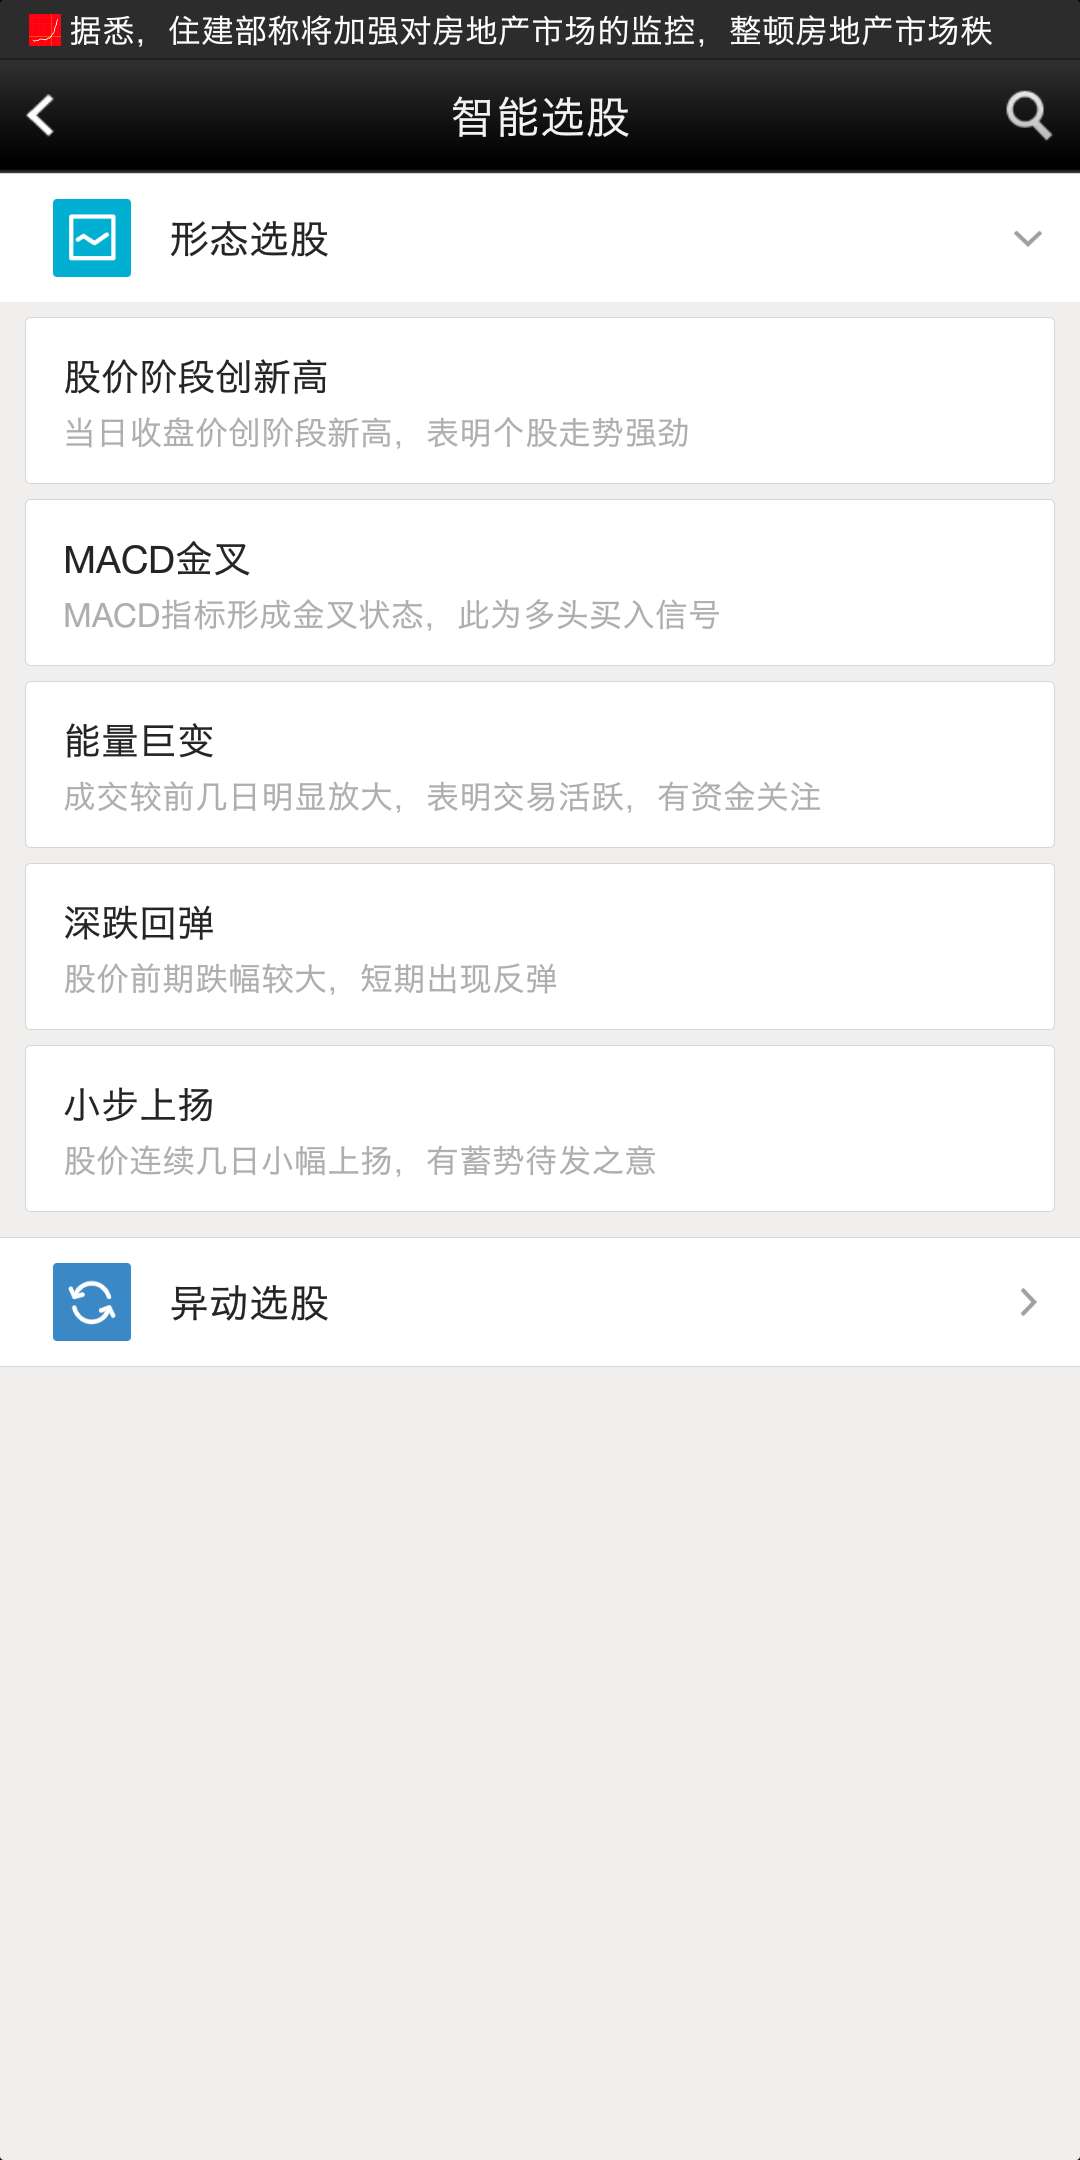 据悉，住建部称将加强对房地产市场的监控，整顿房地产市场秩
智能选股
形态选股
股价阶段创新高
当日收盘价创阶段新高，表明个股走势强劲
MACD金叉
MACD指标形成金叉状态，此为多头买入信号
能量巨变
成交较前几日明显放大，表明交易活跃，有资金关注
深跌回弹
股价前期跌幅较大，短期出现反弹
小步上扬
股价连续几日小幅上扬，有蓄势待发之意
异动选股